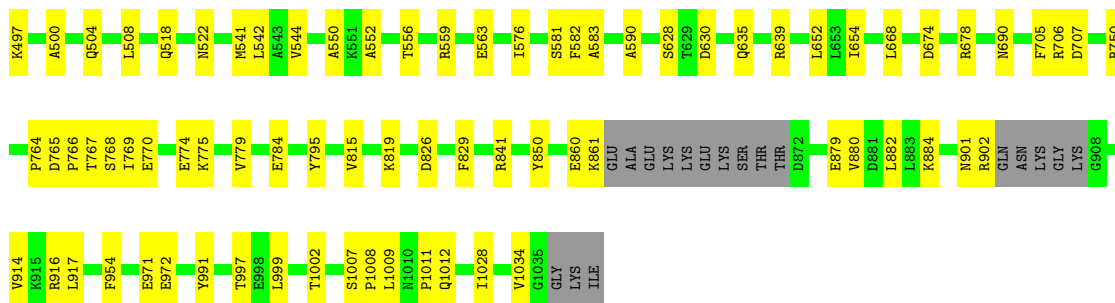 K497 A500 Q504 L508 Q518 N522 M541 L542 A543 V544 A550 K551 A552 T556 R559 E563 I576 S581 F582 A583 A590 S628 T629 D630 Q635 R639 L652 L653 I654 L668 D674 R678 N690 F705 R706 D707
P764 D765 P766 T767 S768 I769 E770 E774 K775 V779 E784 Y795 V815 K819 D826 F829 R841 Y850 E860 K861 GLU ALA GLU LYS LYS GLU LYS SER THR THR D872 E879 V880 D881 L882 L883 K884 N901 R902 GLN ASN LYS GLY LYS G908
V914 K915 R916 L917 F954 E971 E972 Y991 T997 E998 L999 T1002 S1007 P1008 L1009 N1010 P1011 Q1012 I1028 V1034 G1035 GLY LYS ILE